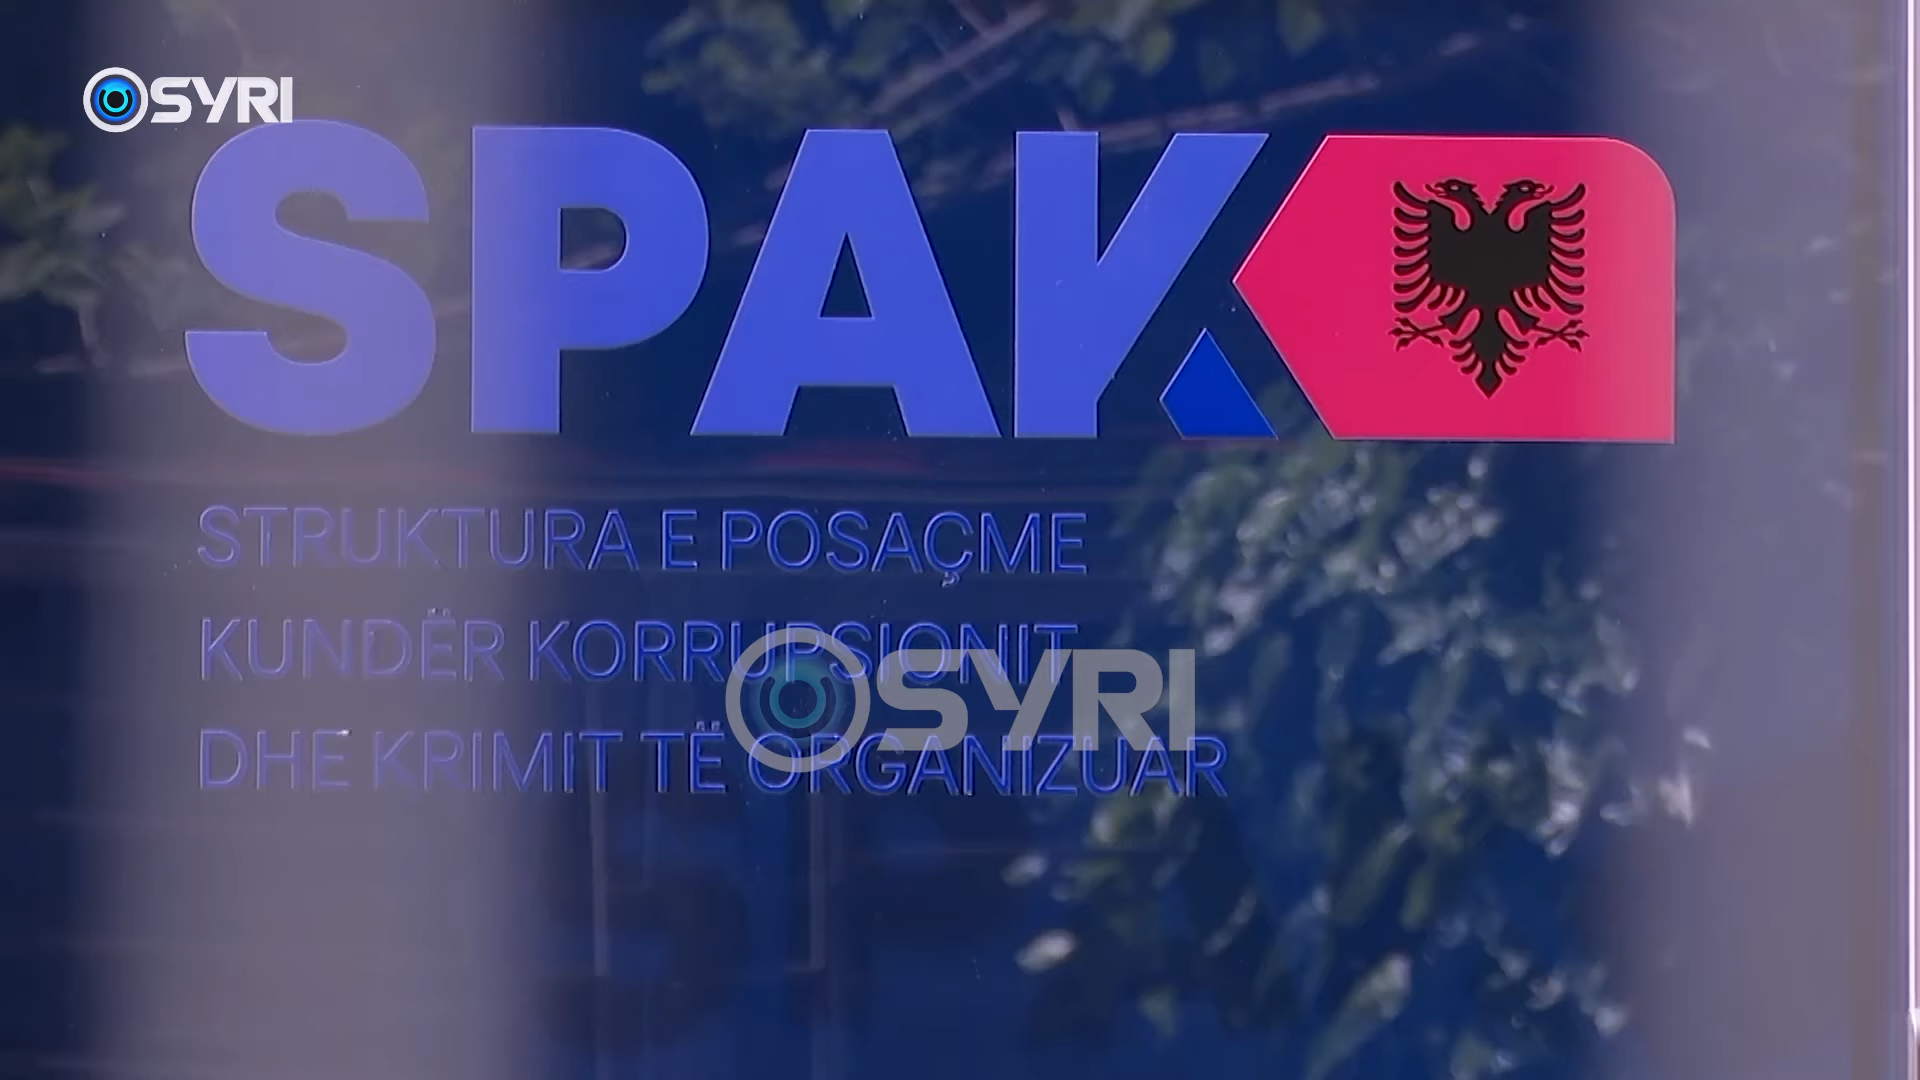 SYRI
SPAK
STRUKTURA E POSAÇME
KUNDËR KORRUPSIONIT
SYRI
DHE KRIMIT TË ORGANIZUAR